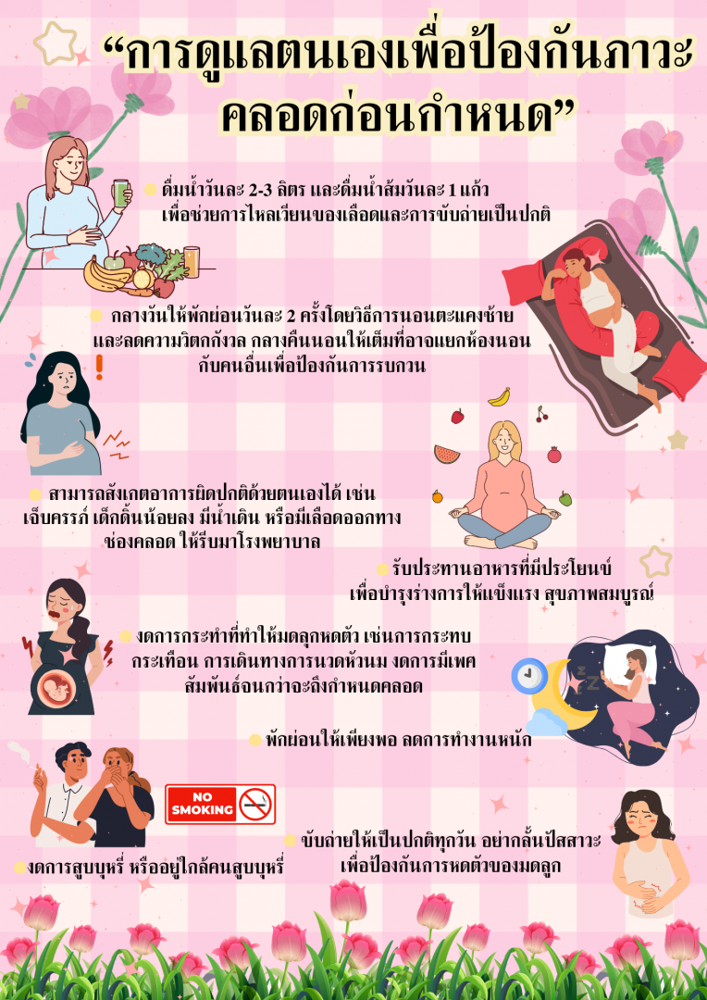 “การดูแลตนเองเพื่อป้องกันภาวะ
คลอดก่อนกำหนด”
ดื่มน้ำวันละ 2-3 ลิตร และดื่มน้ำส้มวันละ 1 แก้ว
เพื่อช่วยการไหลเวียนของเลือดและการขับถ่ายเป็นปกติ
กลางวันให้พักผ่อนวันละ 2 ครั้งโดยวิธีการนอนตะแคงซ้าย
และลดความวิตกกังวล กลางคืนนอนให้เต็มที่อาจแยกห้องนอน
กับคนอื่นเพื่อป้องกันการรบกวน
สามารถสังเกตอาการผิดปกติด้วยตนเองได้ เช่น
เจ็บครรภ์ เด็กดิ้นน้อยลง มีน้ำเดิน หรือมีเลือดออกทาง
ช่องคลอด ให้รีบมาโรงพยาบาล
รับประทานอาหารที่มีประโยนข์
เพื่อบำรุงร่างการให้แข็งแรง สุขภาพสมบูรณ์
งดการกระทำที่ทำให้มดลุกหดตัว เช่นการกระทบ
กระเทือน การเดินทางการนวดหัวนม งดการมีเพศ
สัมพันธ์จนกว่าจะถึงกำหนดคลอด
ZZZ
พักผ่อนให้เพียงพอ ลดการทำงานหนัก
NO
SMOKING
งดการสูบบุหรี่ หรืออยู่ใกล้คนสูบบุหรี่
ขับถ่ายให้เป็นปกติทุกวัน อย่ากลั้นปัสสาวะ
เพื่อป้องกันการหดตัวของมดลูก